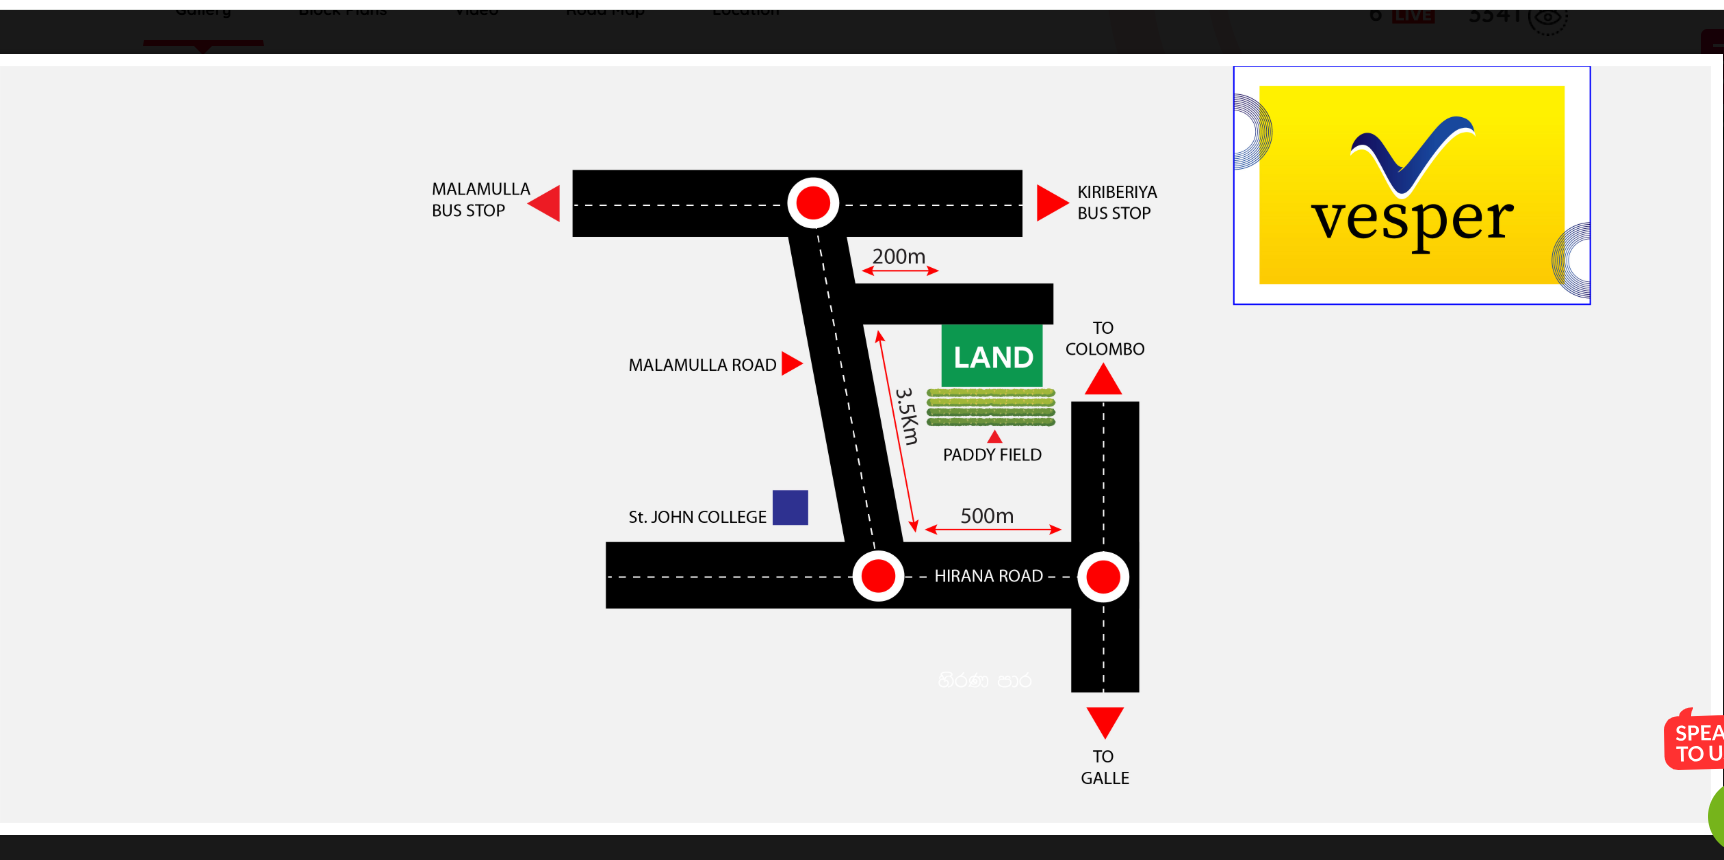 Gallery
Block Plans
Video
Road Map
Location
6 LIVE 3341
MALAMULLA
BUS STOP
KIRIBERIYA
BUS STOP
vesper
200m
TO
COLOMBO
LAND
MALAMULLA ROAD
3.5Km
PADDY FIELD
St. JOHN COLLEGE
500m
HIRANA ROAD
TO
GALLE
SPEA
TO U